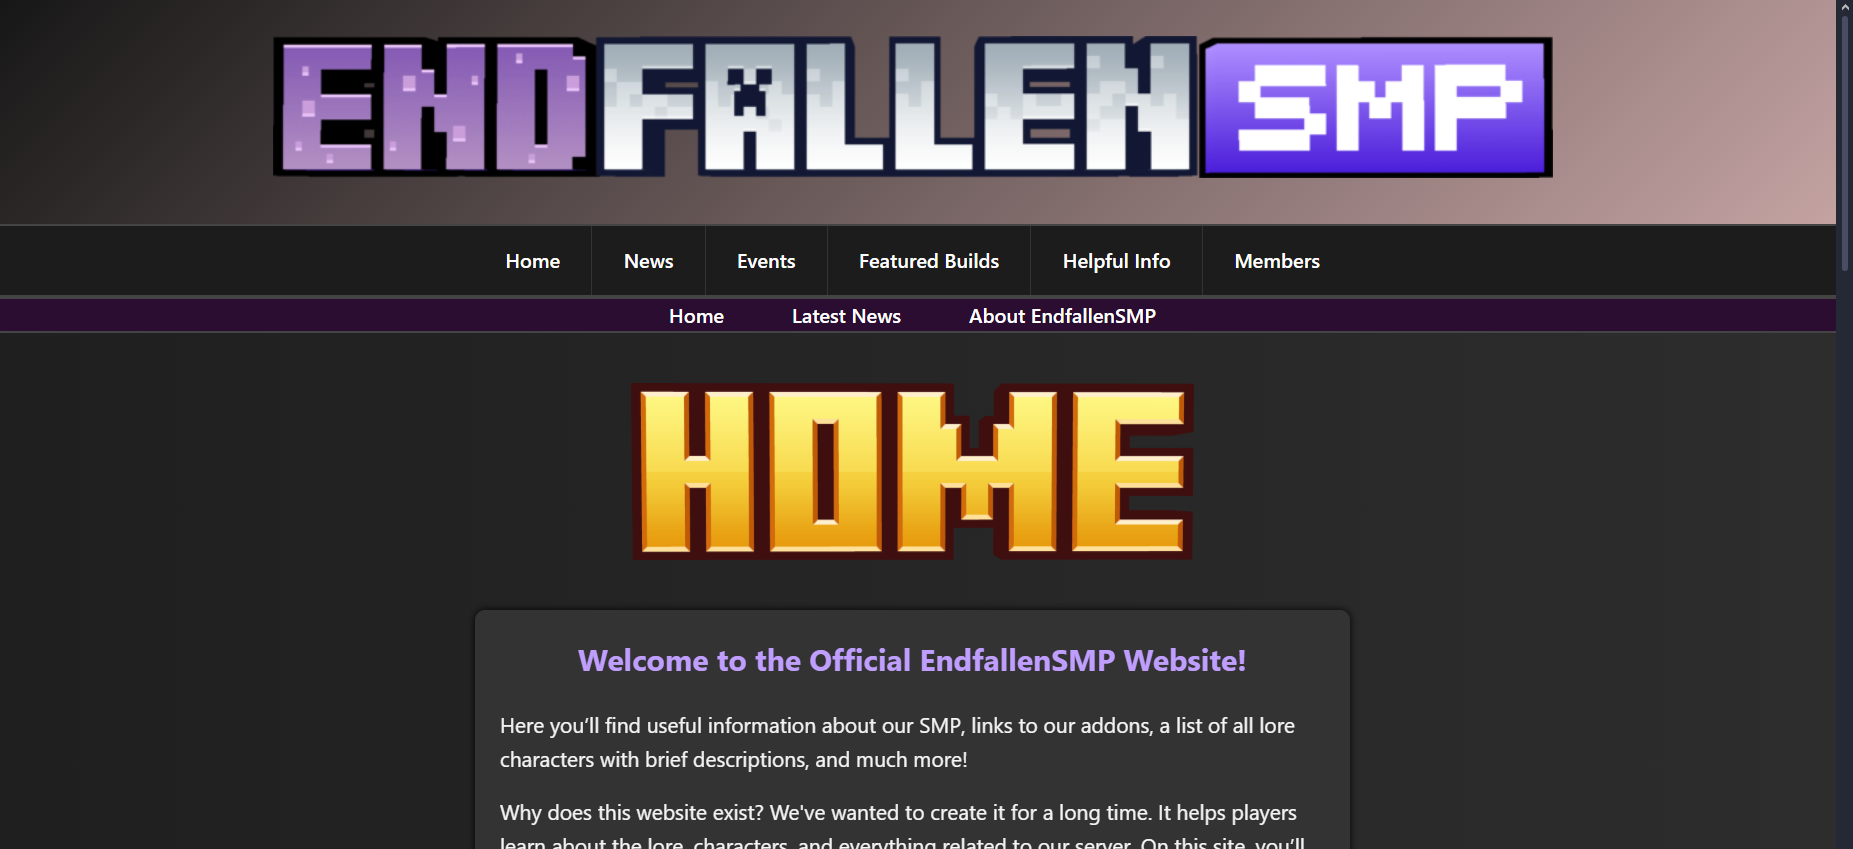 ENDFALLEN SMP
Home News Events Featured Builds Helpful Info Members
Home Latest News About EndfallenSMP
HOME
Welcome to the Official EndfallenSMP Website!
Here you’ll find useful information about our SMP, links to our addons, a list of all lore
characters with brief descriptions, and much more!
Why does this website exist? We've wanted to create it for a long time. It helps players
learn about the lore, characters, and everything related to our server. On this site, you’ll